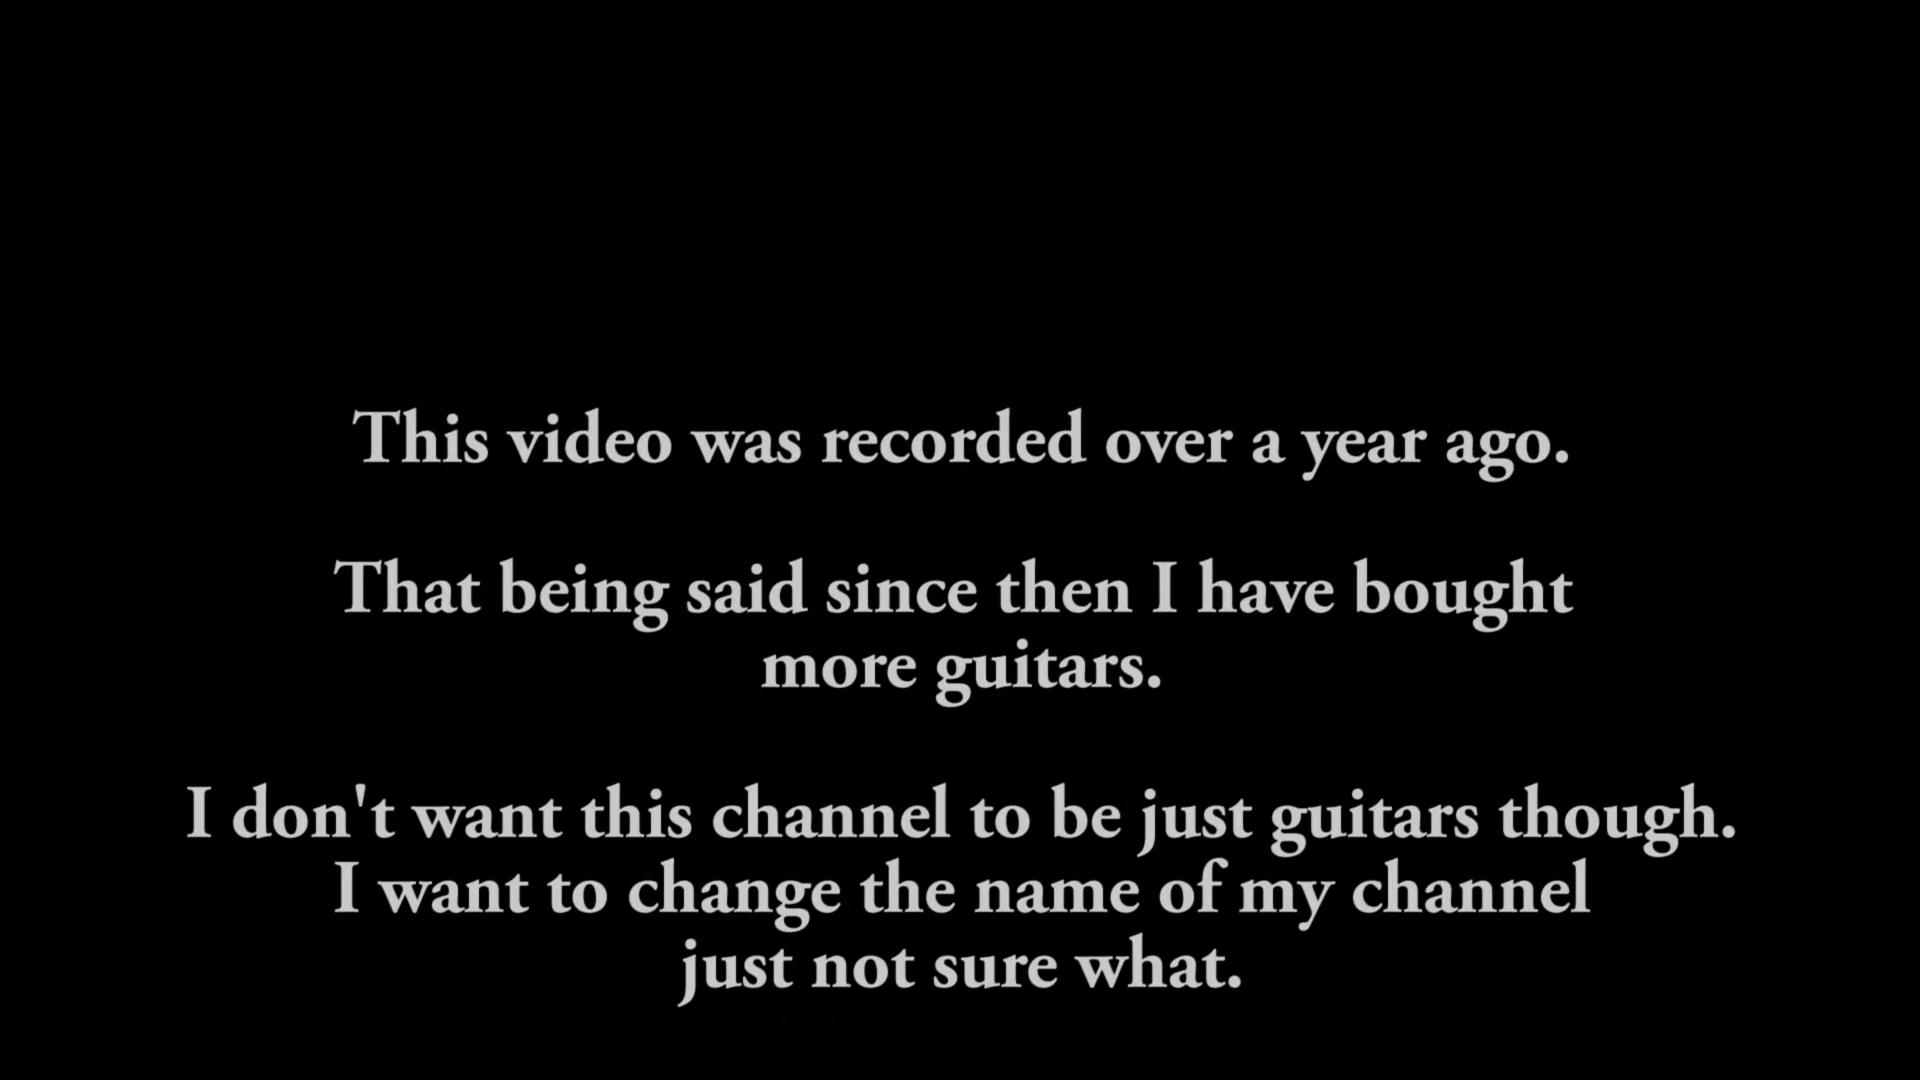 This video was recorded over a year ago.
That being said since then I have bought
more guitars.
I don't want this channel to be just guitars though.
I want to change the name of my channel
just not sure what.